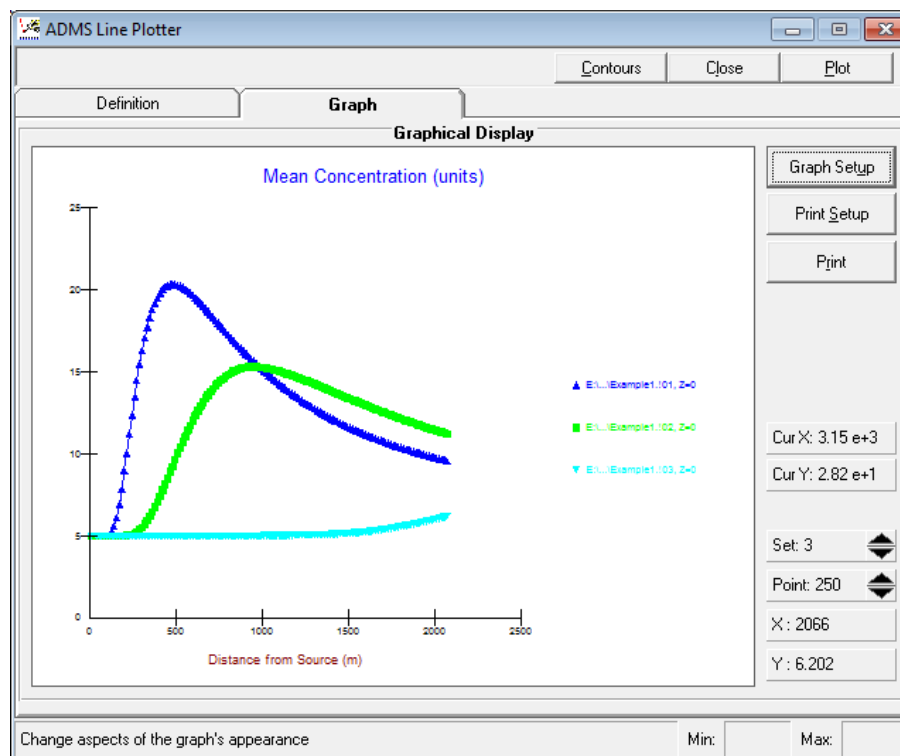 ADMS Line Plotter
Contours
Close
Plot
Definition
Graph
Graphical Display
Mean Concentration (units)
25
20
15
10
5
0
0
500
1000
1500
2000
2500
Distance from Source (m)
E:\...\Example1.!01, Z=0
E:\...\Example1.!02, Z=0
E:\...\Example1.!03, Z=0
Graph Setup
Print Setup
Print
Cur X: 3.15 e+3
Cur Y: 2.82 e+1
Set: 3
Point: 250
X : 2066
Y : 6.202
Change aspects of the graph's appearance
Min:
Max: